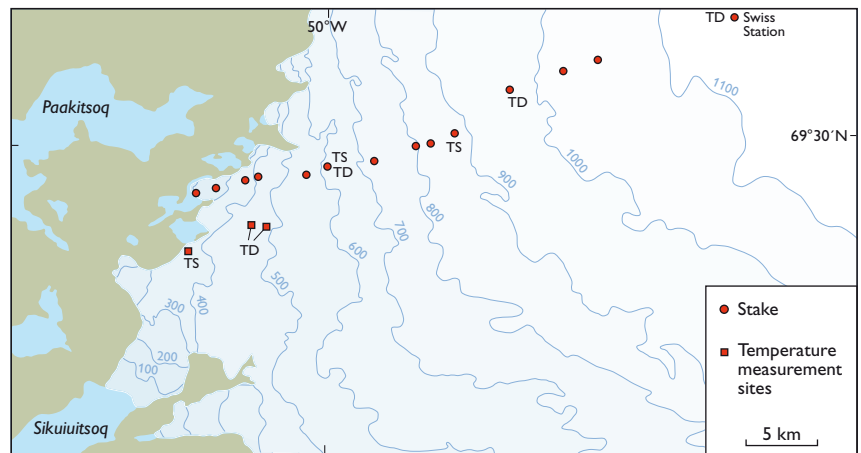 50°W
TD
Swiss
Station
Paakitsoq
1100
TD
69°30´N
TS
TS
TD
1000
900
800
700
600
TD
500
TS
400
300
200
100
Sikuiuitsoq
Stake
Temperature
measurement
sites
5 km